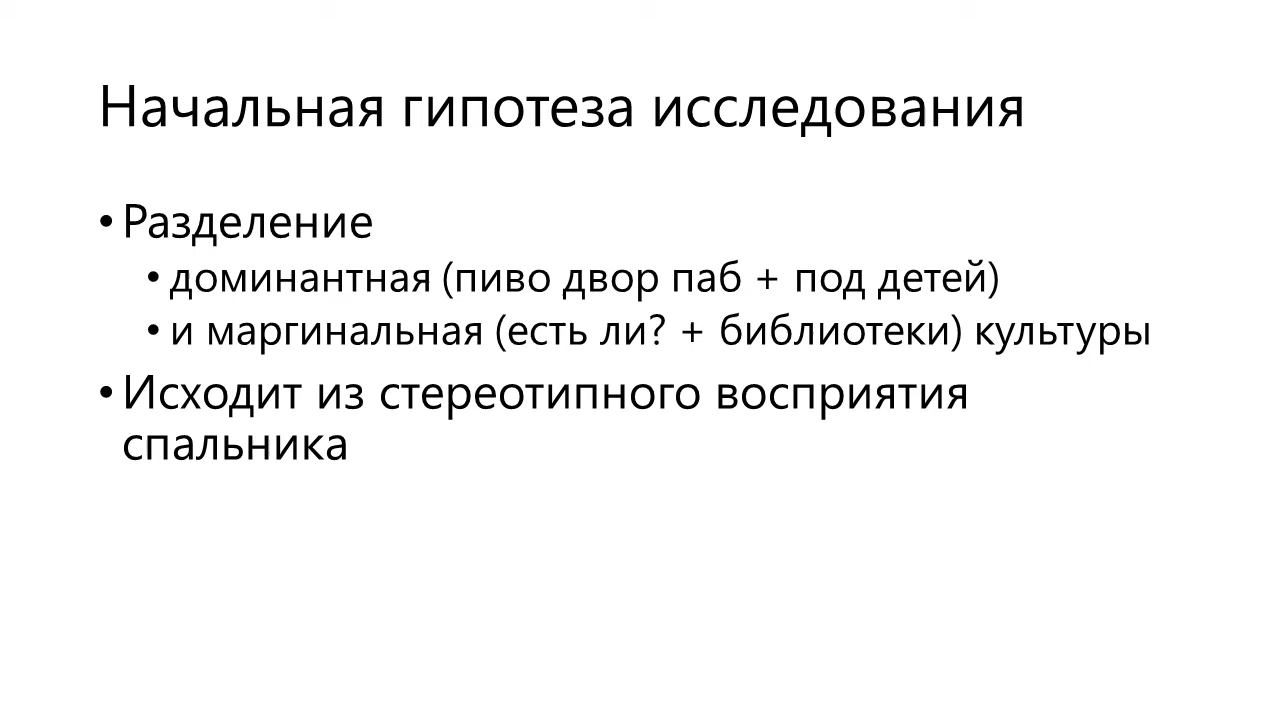 Начальная гипотеза исследования
• Разделение
• доминантная (пиво двор паб + под детей)
• и маргинальная (есть ли? + библиотеки) культуры
• Исходит из стереотипного восприятия
спальника